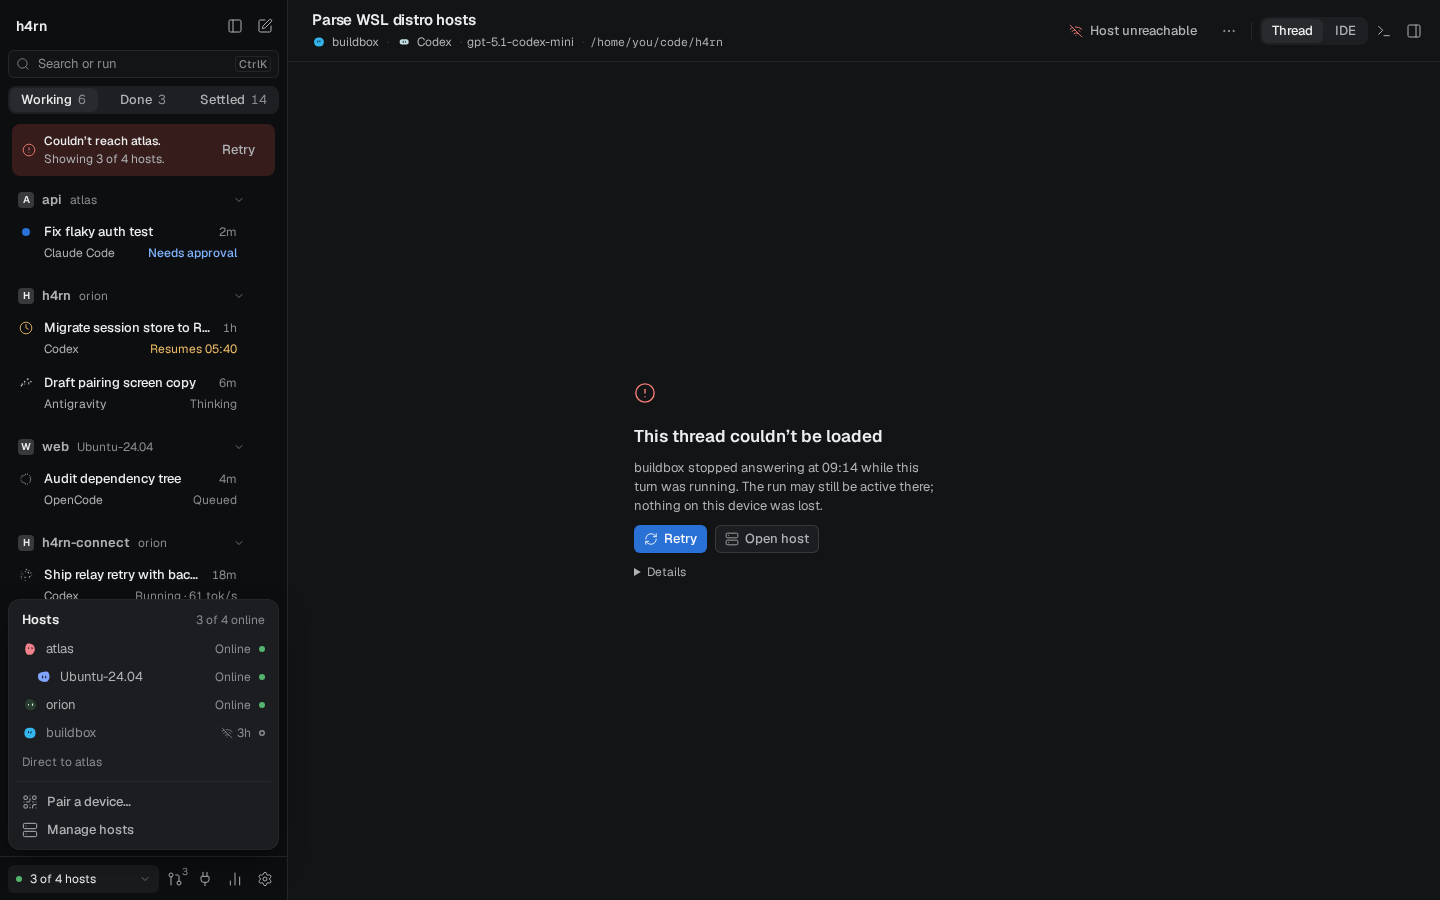 h4rn
Search or run CtrlK
Working 6 Done 3 Settled 14
Couldn't reach atlas.
Showing 3 of 4 hosts.
Retry
A api atlas
Fix flaky auth test 2m
Claude Code Needs approval
H h4rn orion
Migrate session store to R... 1h
Codex Resumes 05:40
Draft pairing screen copy 6m
Antigravity Thinking
W web Ubuntu-24.04
Audit dependency tree 4m
OpenCode Queued
H h4rn-connect orion
Ship relay retry with bac... 18m
Codex Running · 61 tok/s
Hosts 3 of 4 online
atlas Online
Ubuntu-24.04 Online
orion Online
buildbox 3h
Direct to atlas
Pair a device...
Manage hosts
3 of 4 hosts 3
Parse WSL distro hosts
buildbox · Codex · gpt-5.1-codex-mini · /home/you/code/h4rn
Host unreachable
Thread IDE
This thread couldn't be loaded
buildbox stopped answering at 09:14 while this
turn was running. The run may still be active there;
nothing on this device was lost.
Retry Open host
Details